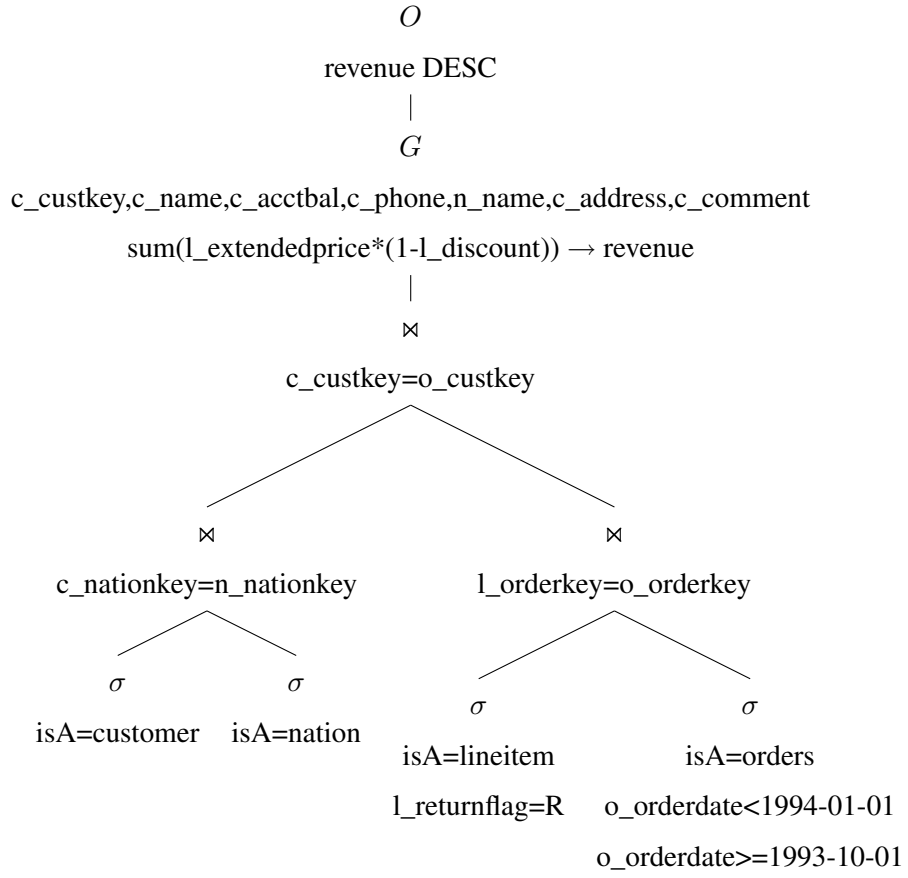 O
revenue DESC
G
c_custkey,c_name,c_acctbal,c_phone,n_name,c_address,c_comment
sum(l_extendedprice*(1-l_discount)) → revenue
⋈
c_custkey=o_custkey
⋈
c_nationkey=n_nationkey
σ
isA=customer
σ
isA=nation
⋈
l_orderkey=o_orderkey
σ
isA=lineitem
l_returnflag=R
σ
isA=orders
o_orderdate<1994-01-01
o_orderdate>=1993-10-01